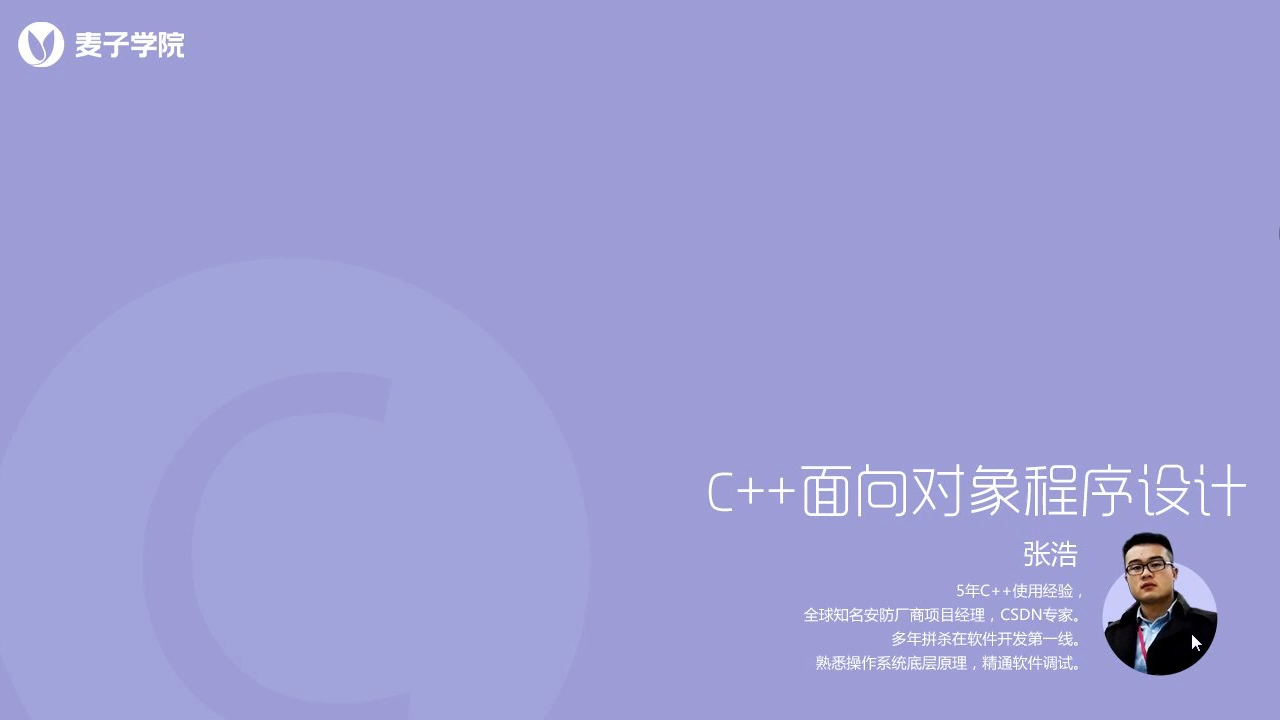 麦子学院
C++面向对象程序设计
张浩
5年C++使用经验，
全球知名安防厂商项目经理，CSDN专家。
多年拼杀在软件开发第一线。
熟悉操作系统底层原理，精通软件调试。